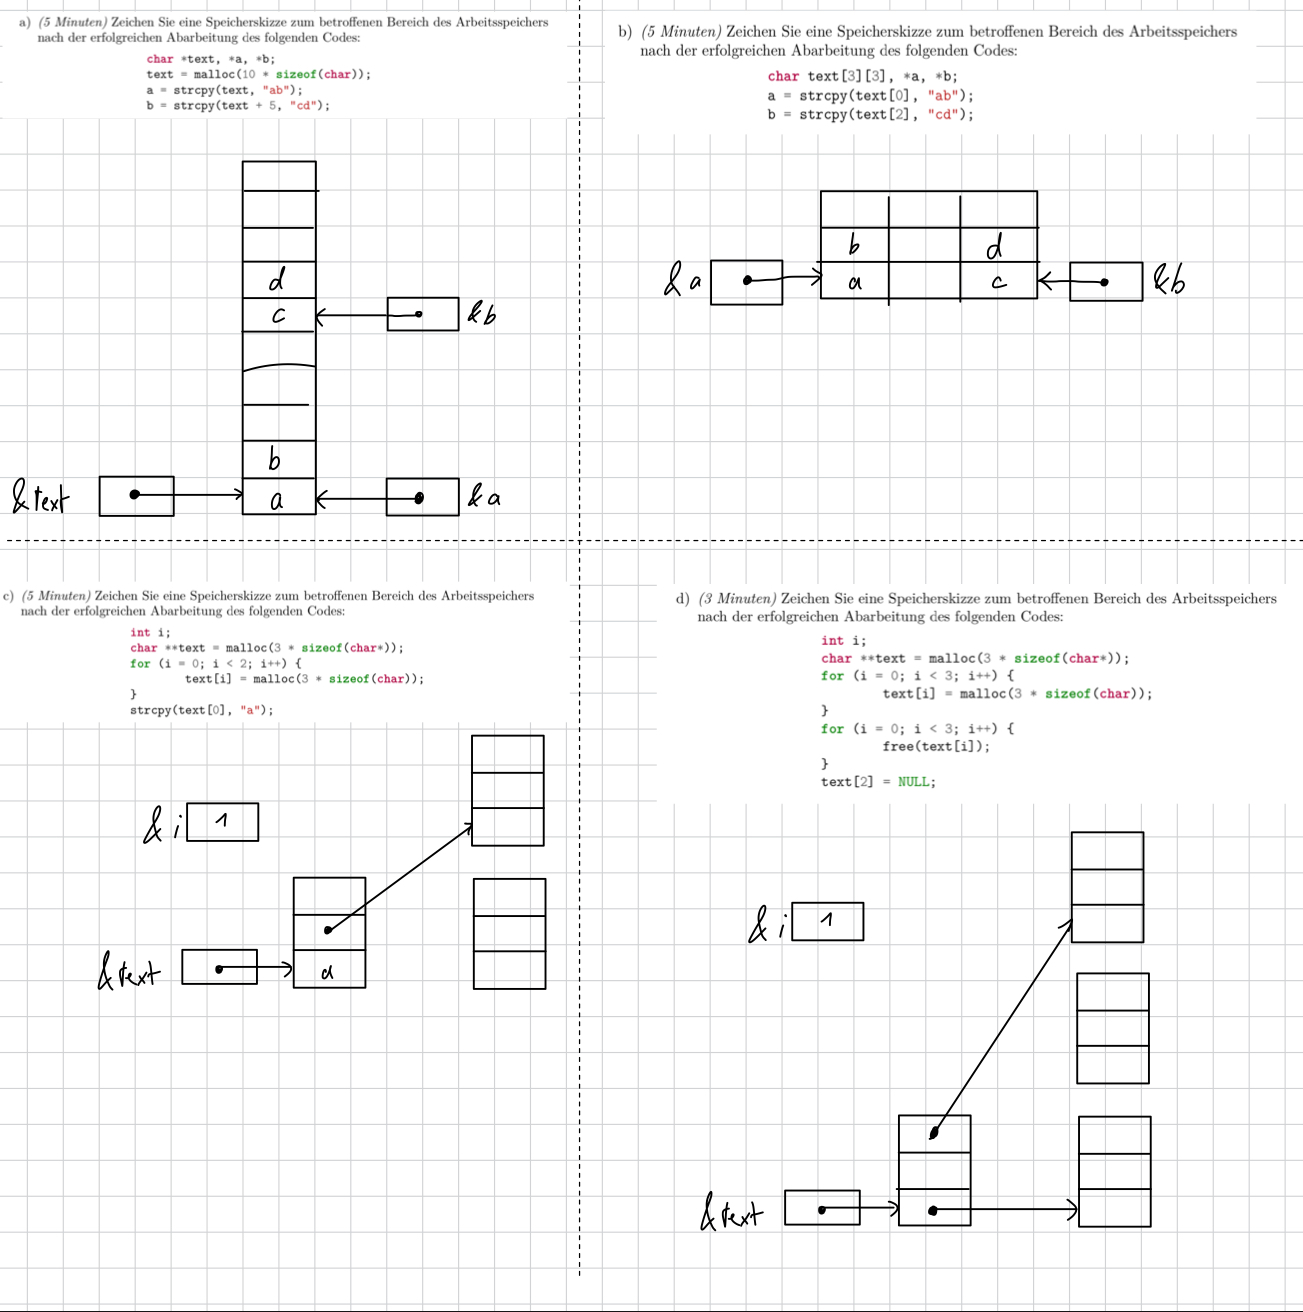 a) (5 Minuten) Zeichen Sie eine Speicherskizze zum betroffenen Bereich des Arbeitsspeichers
nach der erfolgreichen Abarbeitung des folgenden Codes:
char *text, *a, *b;
text = malloc(10 * sizeof(char));
a = strcpy(text, "ab");
b = strcpy(text + 5, "cd");
d
c
&b
b
&text
a
&a
b) (5 Minuten) Zeichen Sie eine Speicherskizze zum betroffenen Bereich des Arbeitsspeichers
nach der erfolgreichen Abarbeitung des folgenden Codes:
char text[3][3], *a, *b;
a = strcpy(text[0], "ab");
b = strcpy(text[2], "cd");
b d
&a a c &b
c) (5 Minuten) Zeichen Sie eine Speicherskizze zum betroffenen Bereich des Arbeitsspeichers
nach der erfolgreichen Abarbeitung des folgenden Codes:
int i;
char **text = malloc(3 * sizeof(char*));
for (i = 0; i < 2; i++) {
text[i] = malloc(3 * sizeof(char));
}
strcpy(text[0], "a");
&i 1
&text a
d) (3 Minuten) Zeichen Sie eine Speicherskizze zum betroffenen Bereich des Arbeitsspeichers
nach der erfolgreichen Abarbeitung des folgenden Codes:
int i;
char **text = malloc(3 * sizeof(char*));
for (i = 0; i < 3; i++) {
text[i] = malloc(3 * sizeof(char));
}
for (i = 0; i < 3; i++) {
free(text[i]);
}
text[2] = NULL;
&i 1
&text